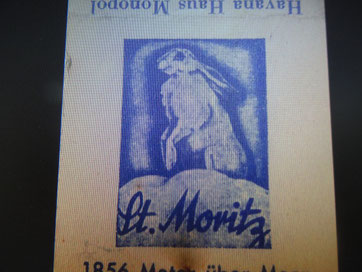 Havana Haus Monopol
St. Moritz
1856 Meter über